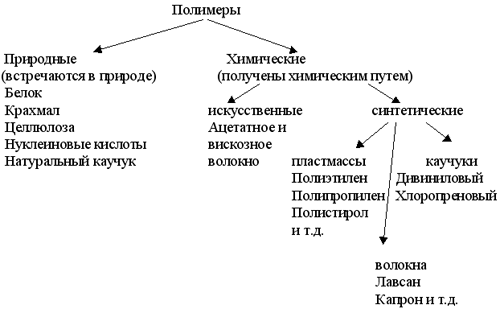 Полимеры
Природные
(встречаются в природе)
Белок
Крахмал
Целлюлоза
Нуклеиновые кислоты
Натуральный каучук
Химические
(получены химическим путем)
искусственные
Ацетатное и
вискозное
волокно
синтетические
пластмассы
Полиэтилен
Полипропилен
Полистирол
и т.д.
каучуки
Дивиниловый
Хлоропреновый
волокна
Лавсан
Капрон и т.д.